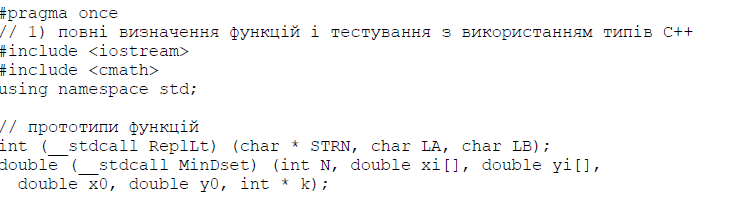 #pragma once
// 1) повні визначення функцій і тестування з використанням типів C++
#include <iostream>
#include <cmath>
using namespace std;
// прототипи функцій
int (__stdcall ReplLt) (char * STRN, char LA, char LB);
double (__stdcall MinDset) (int N, double xi[], double yi[],
double x0, double y0, int * k);